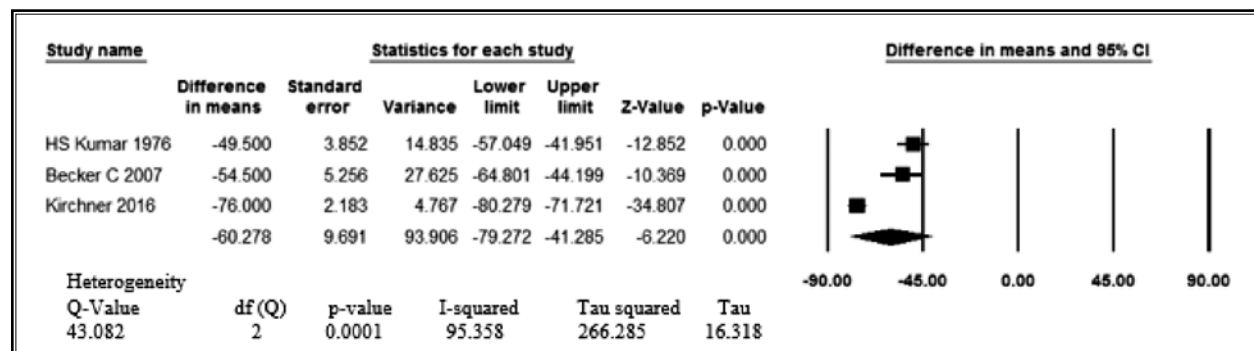 Study name Statistics for each study Difference in means and 95% CI
Difference Standard Lower Upper
in means error Variance limit limit Z-Value p-Value
HS Kumar 1976 -49.500 3.852 14.835 -57.049 -41.951 -12.852 0.000
Becker C 2007 -54.500 5.256 27.625 -64.801 -44.199 -10.369 0.000
Kirchner 2016 -76.000 2.183 4.767 -80.279 -71.721 -34.807 0.000
-60.278 9.691 93.906 -79.272 -41.285 -6.220 0.000
-90.00 -45.00 0.00 45.00 90.00
Heterogeneity
Q-Value df (Q) p-value I-squared Tau squared Tau
43.082 2 0.0001 95.358 266.285 16.318